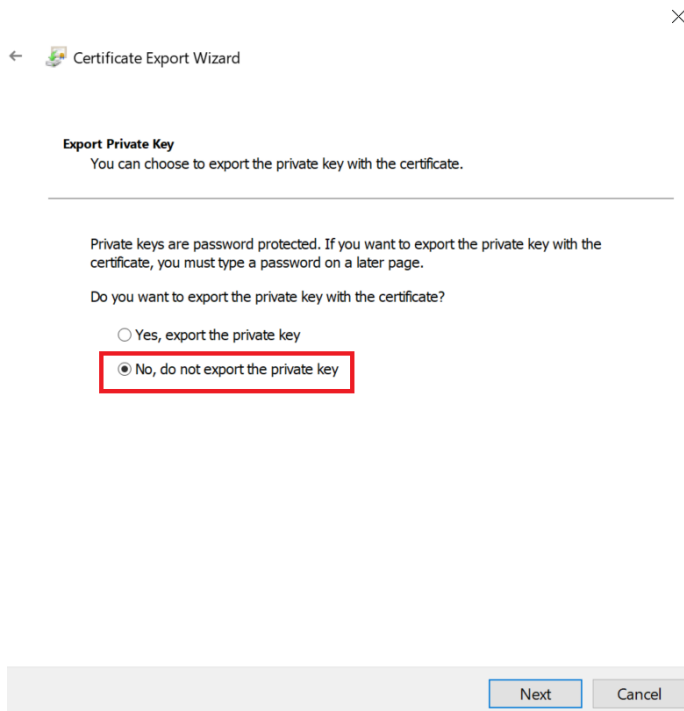 Certificate Export Wizard
Export Private Key
You can choose to export the private key with the certificate.
Private keys are password protected. If you want to export the private key with the
certificate, you must type a password on a later page.
Do you want to export the private key with the certificate?
Yes, export the private key
No, do not export the private key
Next
Cancel